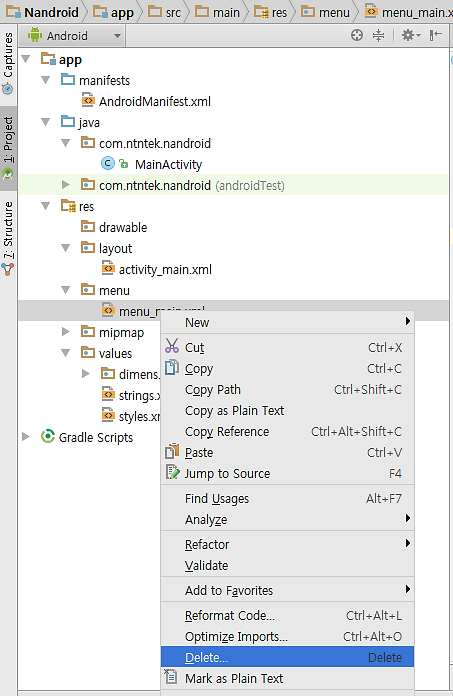 Nandroid app src main res menu menu_main.x
Android
Captures
1: Project
7: Structure
app
manifests
AndroidManifest.xml
java
com.ntntek.nandroid
MainActivity
com.ntntek.nandroid (androidTest)
res
drawable
layout
activity_main.xml
menu
menu_main.xml
mipmap
values
dimens.
strings.x
styles.xr
Gradle Scripts
New
Cut Ctrl+X
Copy Ctrl+C
Copy Path Ctrl+Shift+C
Copy as Plain Text
Copy Reference Ctrl+Alt+Shift+C
Paste Ctrl+V
Jump to Source F4
Find Usages Alt+F7
Analyze
Refactor
Validate
Add to Favorites
Reformat Code... Ctrl+Alt+L
Optimize Imports... Ctrl+Alt+O
Delete... Delete
Mark as Plain Text